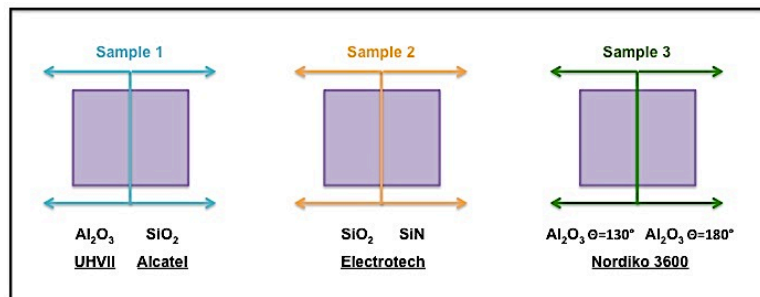 Sample 1 Sample 2 Sample 3
Al₂O₃ SiO₂ SiO₂ SiN Al₂O₃ Θ=130° Al₂O₃ Θ=180°
UHVII Alcatel Electrotech Nordiko 3600